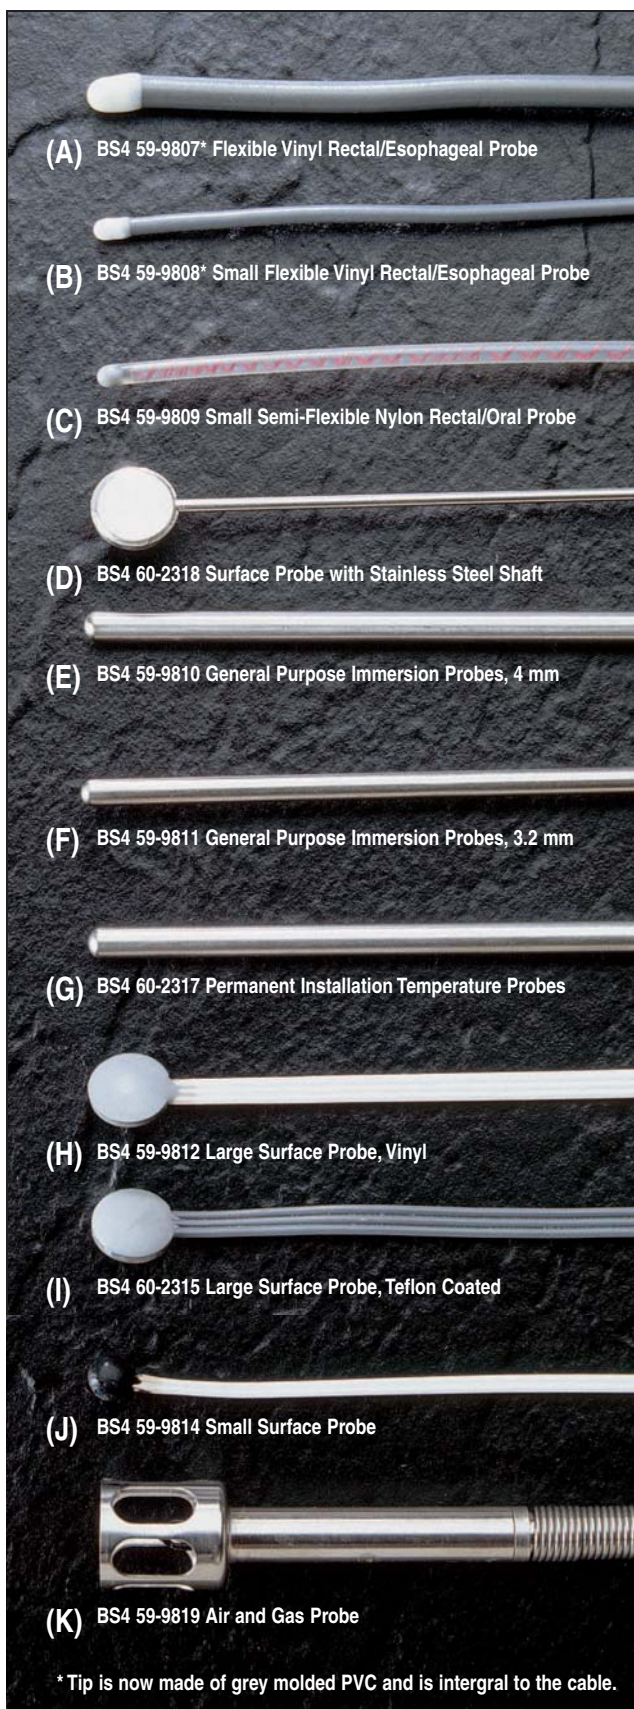 (A) BS4 59-9807* Flexible Vinyl Rectal/Esophageal Probe
(B) BS4 59-9808* Small Flexible Vinyl Rectal/Esophageal Probe
(C) BS4 59-9809 Small Semi-Flexible Nylon Rectal/Oral Probe
(D) BS4 60-2318 Surface Probe with Stainless Steel Shaft
(E) BS4 59-9810 General Purpose Immersion Probes, 4 mm
(F) BS4 59-9811 General Purpose Immersion Probes, 3.2 mm
(G) BS4 60-2317 Permanent Installation Temperature Probes
(H) BS4 59-9812 Large Surface Probe, Vinyl
(I) BS4 60-2315 Large Surface Probe, Teflon Coated
(J) BS4 59-9814 Small Surface Probe
(K) BS4 59-9819 Air and Gas Probe
* Tip is now made of grey molded PVC and is intergral to the cable.